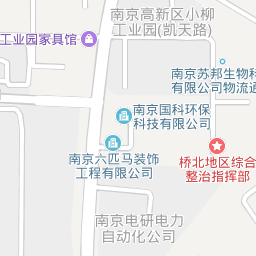 南京高新区小柳
工业园(凯天路)
工业园家具馆
南京苏邦生物科
有限公司物流通
南京国科环保
科技有限公司
南京六匹马装饰
工程有限公司
桥北地区综合
整治指挥部
南京电研电力
自动化公司